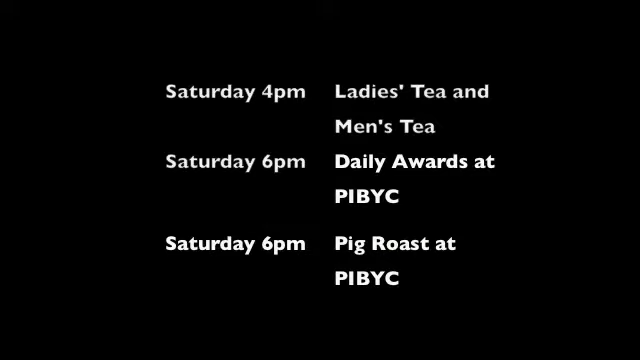 Saturday 4pm Ladies' Tea and
Men's Tea
Saturday 6pm Daily Awards at
PIBYC
Saturday 6pm Pig Roast at
PIBYC